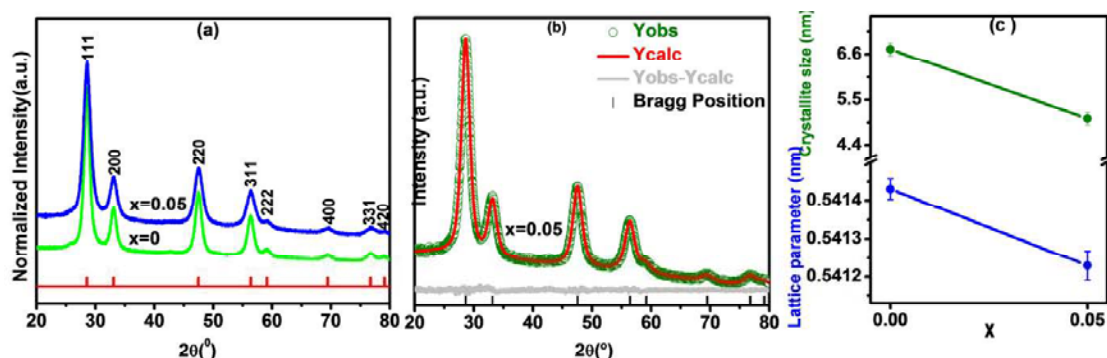 (a)
Normalized Intensity(a.u.)
111
200
220
311
222
400
331
420
x=0.05
x=0
20 30 40 50 60 70 80
2θ(⁰)
(b)
Yobs
Ycalc
Yobs-Ycalc
Bragg Position
Intensity (a.u.)
x=0.05
20 30 40 50 60 70 80
2θ(º)
(c )
Crystallite size (nm)
6.6
5.5
4.4
Lattice parameter (nm)
0.5414
0.5413
0.5412
0.00 0.05
X